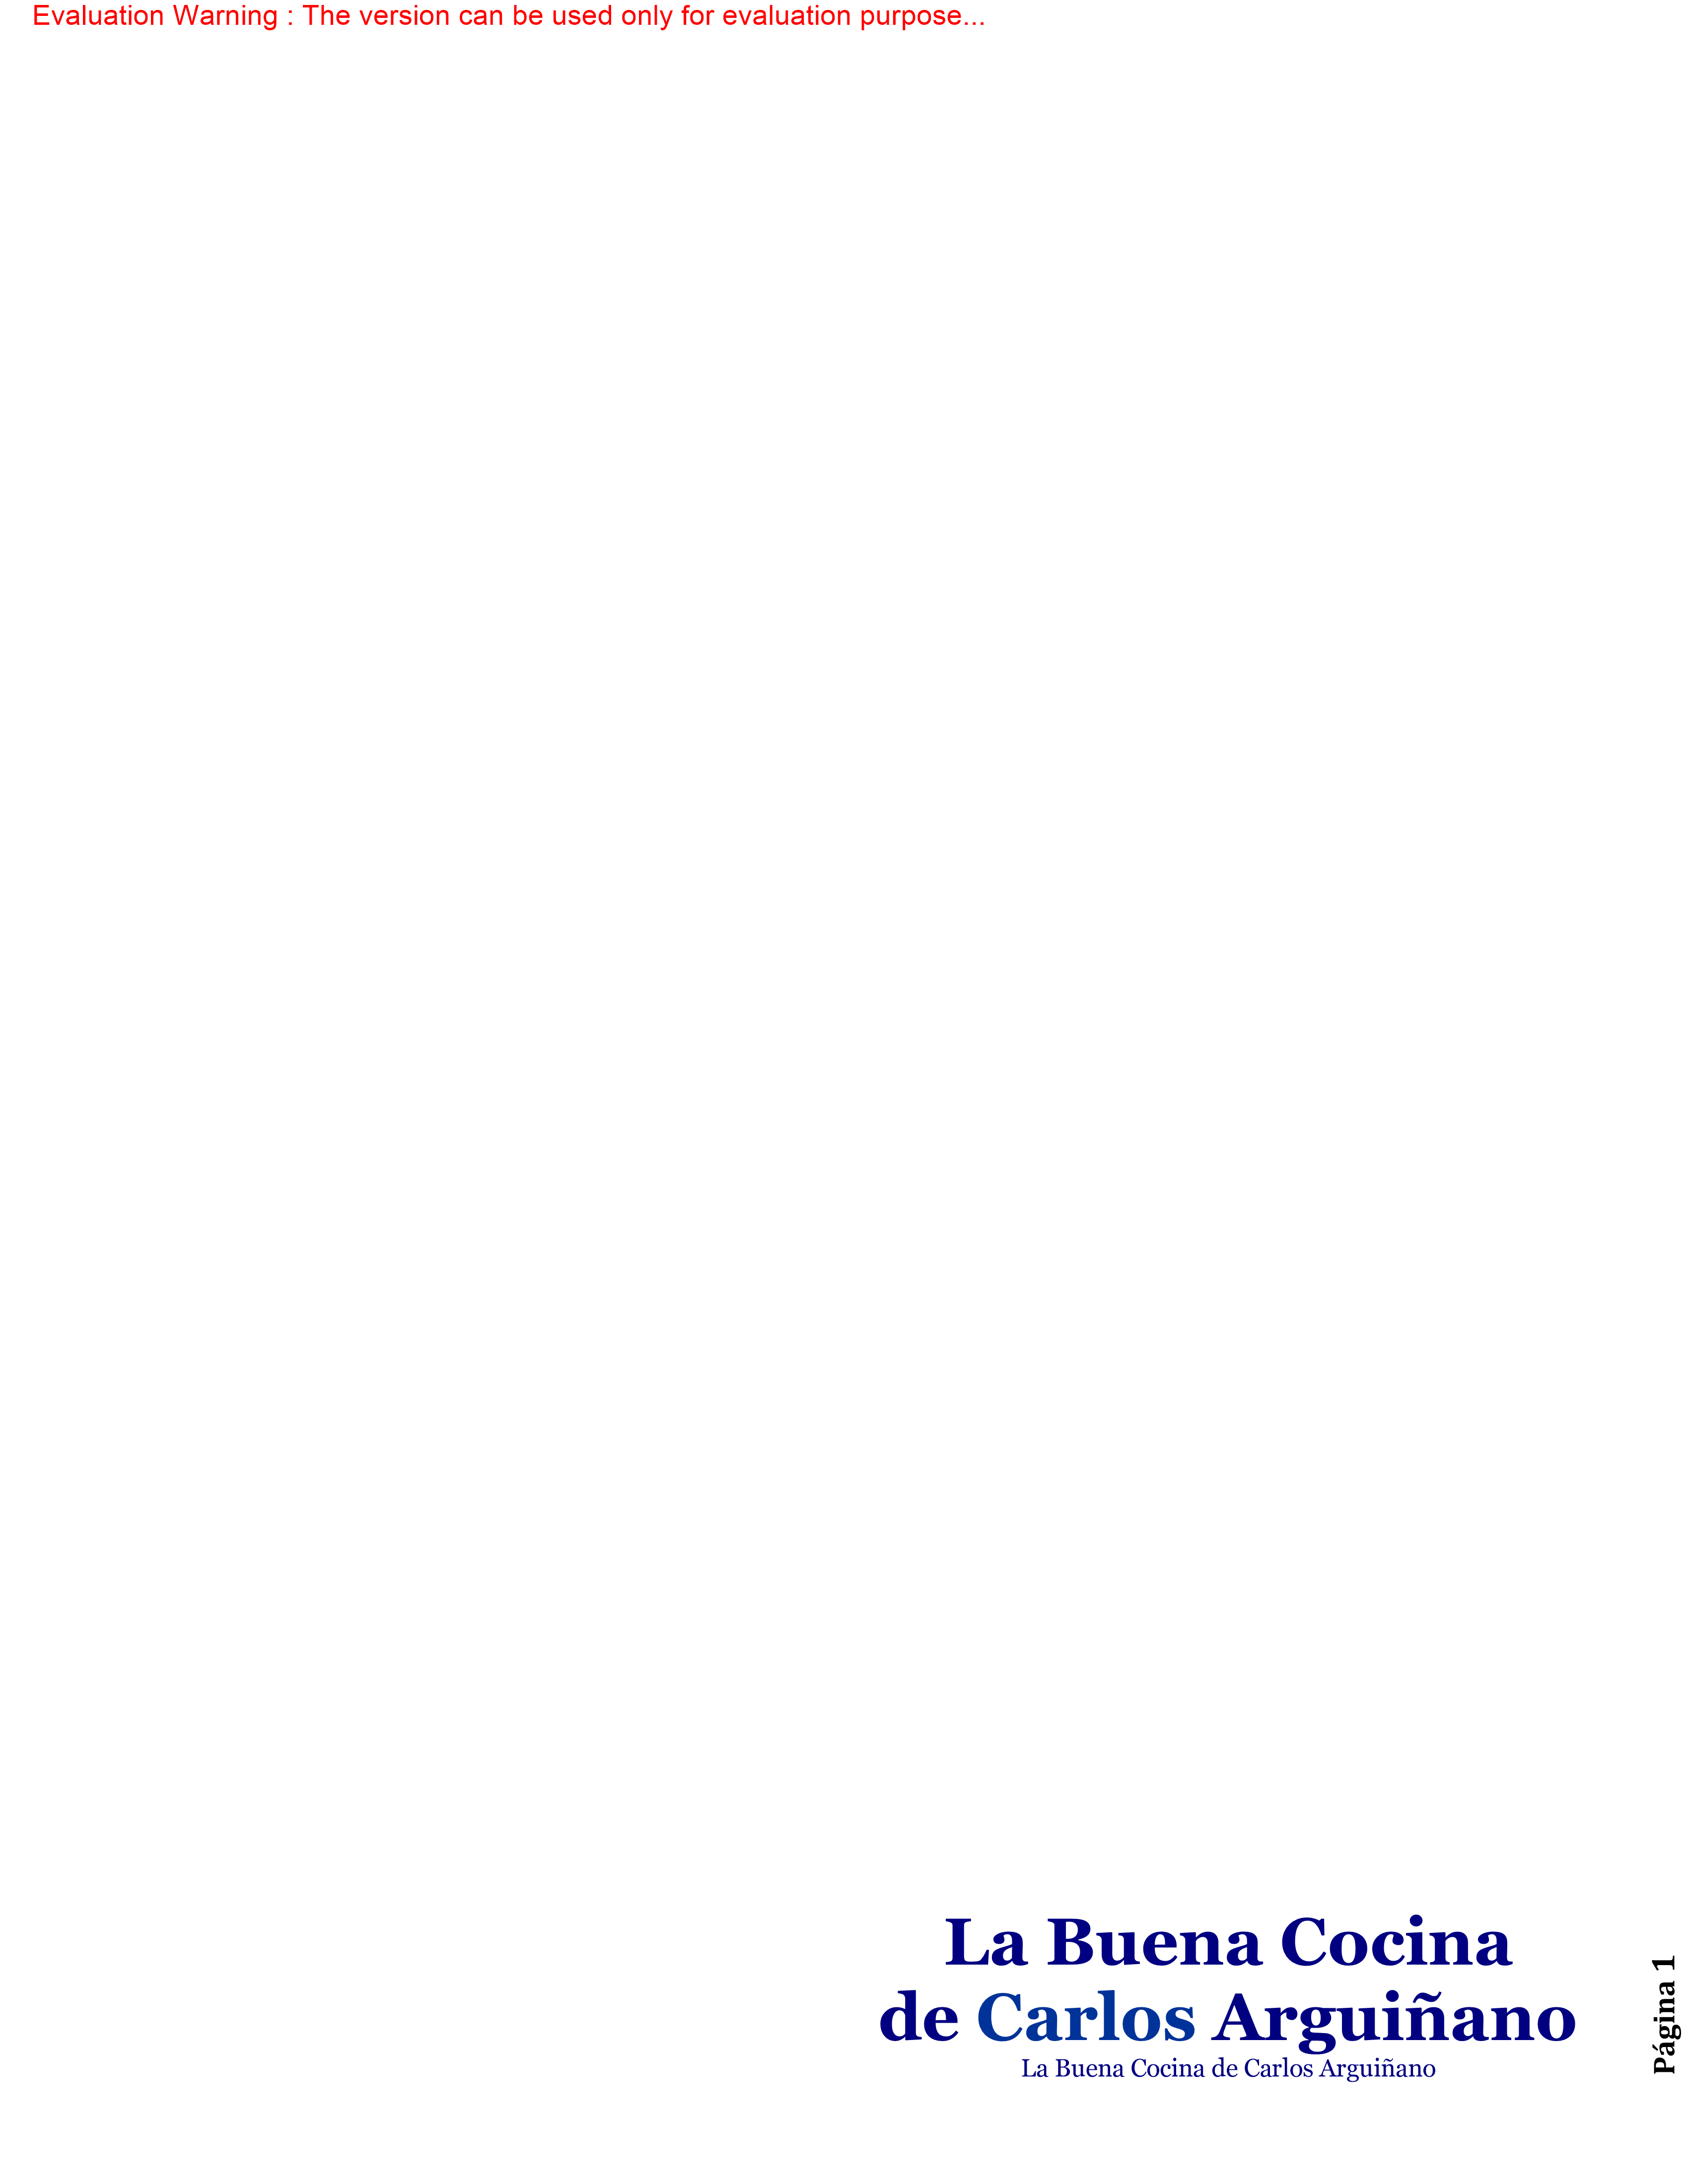 Evaluation Warning : The version can be used only for evaluation purpose...
La Buena Cocina
de Carlos Arguiñano
La Buena Cocina de Carlos Arguiñano
Página 1